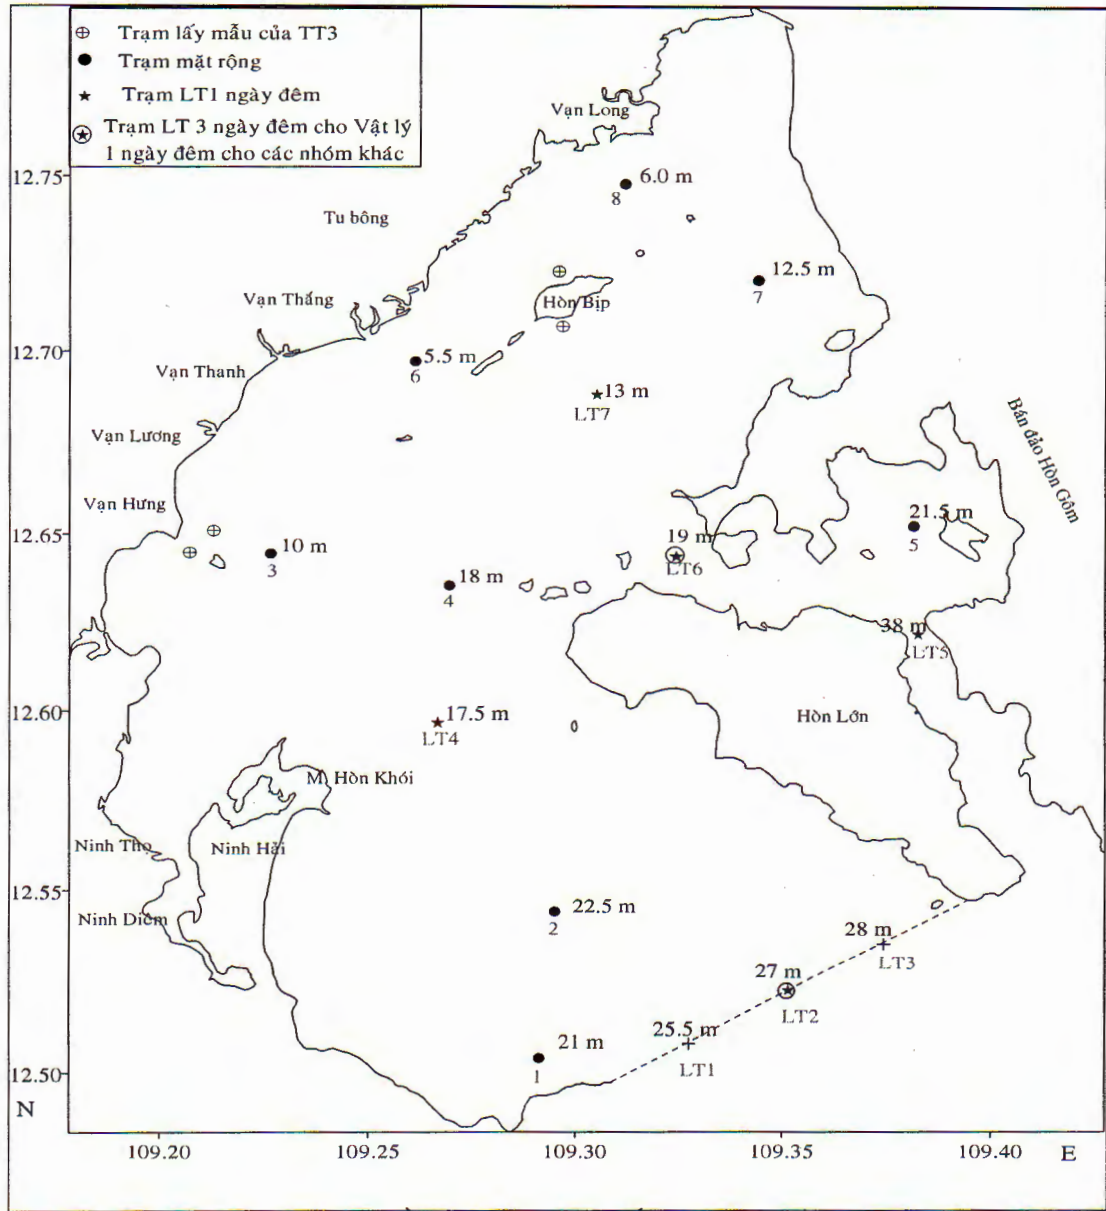 Trạm lấy mẫu của TT3
Trạm mặt rộng
Trạm LT1 ngày đêm
Trạm LT 3 ngày đêm cho Vật lý
1 ngày đêm cho các nhóm khác
Vạn Long
12.75
6.0 m
8
Tu bông
12.5 m
7
Vạn Thắng
Hòn Bịp
12.70
5.5 m
6
Vạn Thanh
13 m
LT7
Vạn Lương
Bán đảo Hòn Gốm
Vạn Hưng
21.5 m
5
12.65
10 m
3
19 m
LT6
18 m
4
38 m
LT5
12.60
17.5 m
LT4
Hòn Lớn
M. Hòn Khói
Ninh Thọ
Ninh Hải
12.55
Ninh Diêm
22.5 m
2
28 m
LT3
27 m
LT2
25.5 m
LT1
21 m
1
12.50
N
109.20
109.25
109.30
109.35
109.40
E